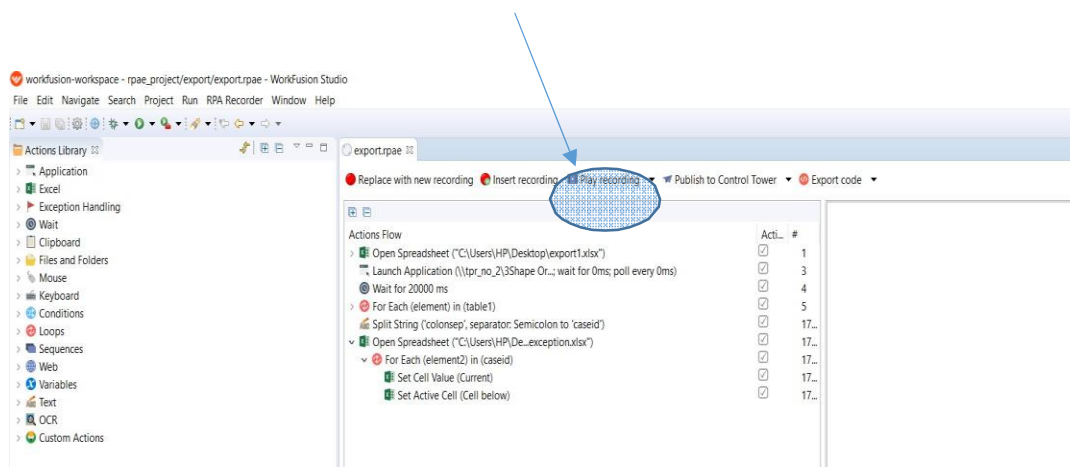 workfusion-workspace - rpae_project/export/export.rpae - WorkFusion Studio
File Edit Navigate Search Project Run RPA Recorder Window Help
Actions Library
export.rpae
Application
Excel
Exception Handling
Wait
Clipboard
Files and Folders
Mouse
Keyboard
Conditions
Loops
Sequences
Web
Variables
Text
OCR
Custom Actions
Replace with new recording Insert recording Play recording Publish to Control Tower Export code
Actions Flow Acti... #
Open Spreadsheet ("C:\Users\HP\Desktop\export1.xlsx") 1
Launch Application (\\tpr_no_2\3Shape Or...; wait for 0ms; poll every 0ms) 3
Wait for 20000 ms 4
For Each (element) in (table1) 5
Split String ('colonsep', separator: Semicolon to 'caseid') 17...
Open Spreadsheet ("C:\Users\HP\De...exception.xlsx") 17...
For Each (element2) in (caseid) 17...
Set Cell Value (Current) 17...
Set Active Cell (Cell below) 17...